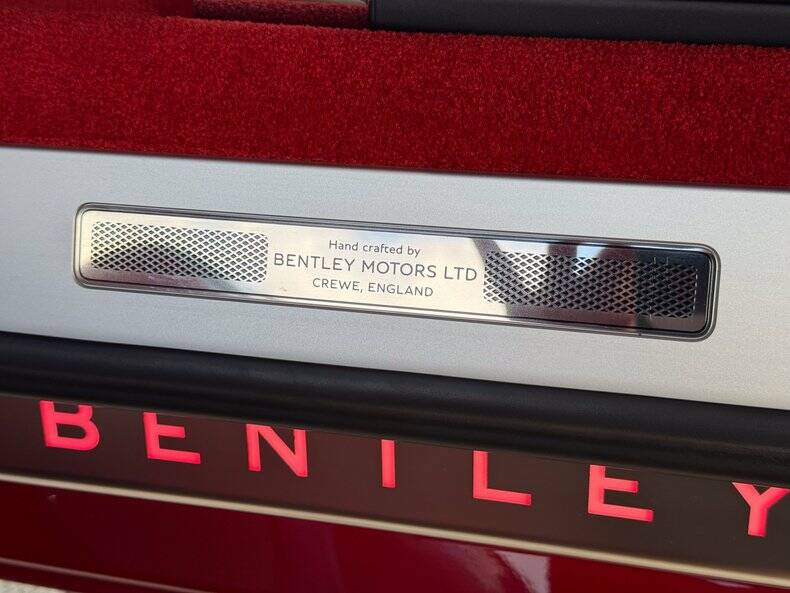 Hand crafted by
BENTLEY MOTORS LTD
CREWE, ENGLAND
BENTLEY